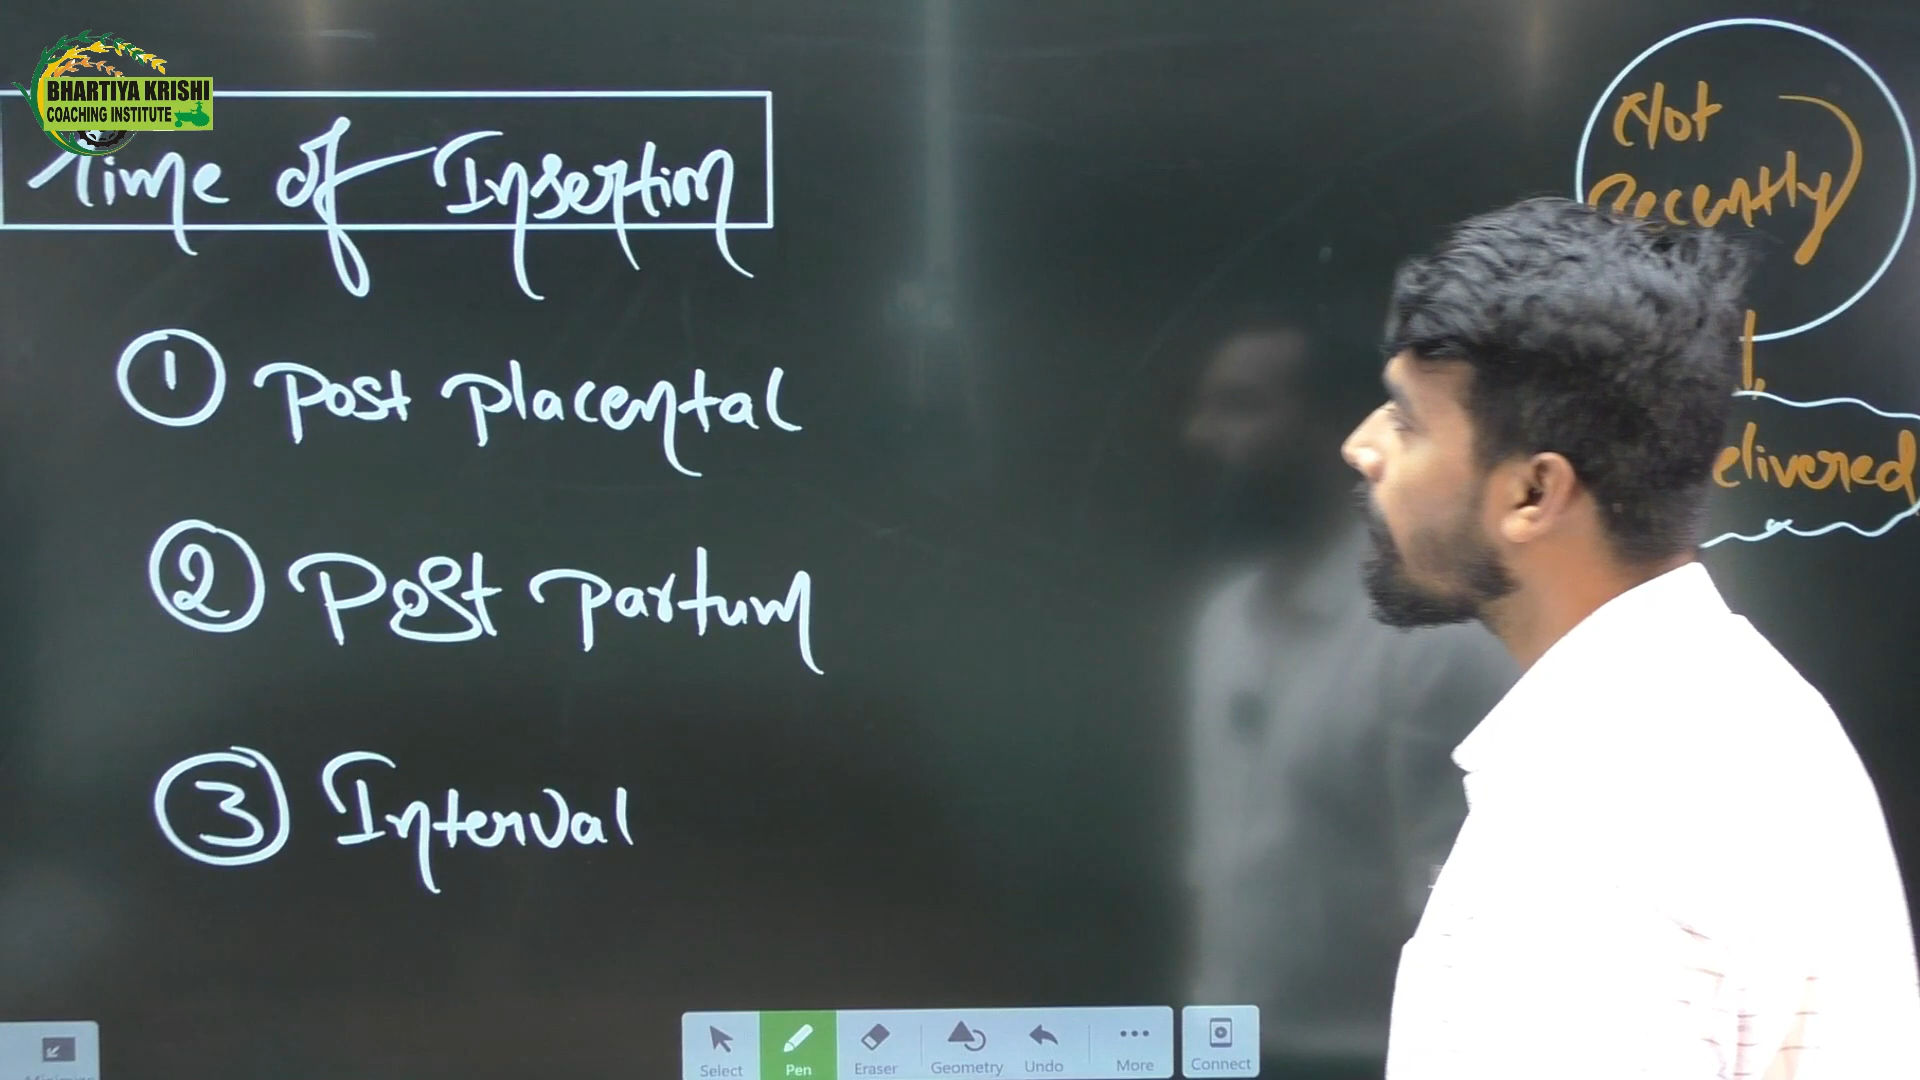 BHARTIYA KRISHI
COACHING INSTITUTE
Time of Insertion
① Post placental
② Post partum
③ Interval
Not
Recently
elivered
Select
Pen
Eraser
Geometry
Undo
More
Connect